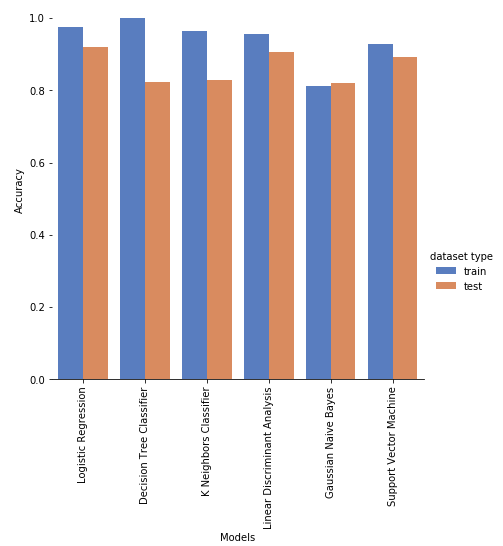 1.0
0.8
0.6
0.4
0.2
0.0
Accuracy
Logistic Regression
Decision Tree Classifier
K Neighbors Classifier
Linear Discriminant Analysis
Gaussian Naive Bayes
Support Vector Machine
Models
dataset type
train
test